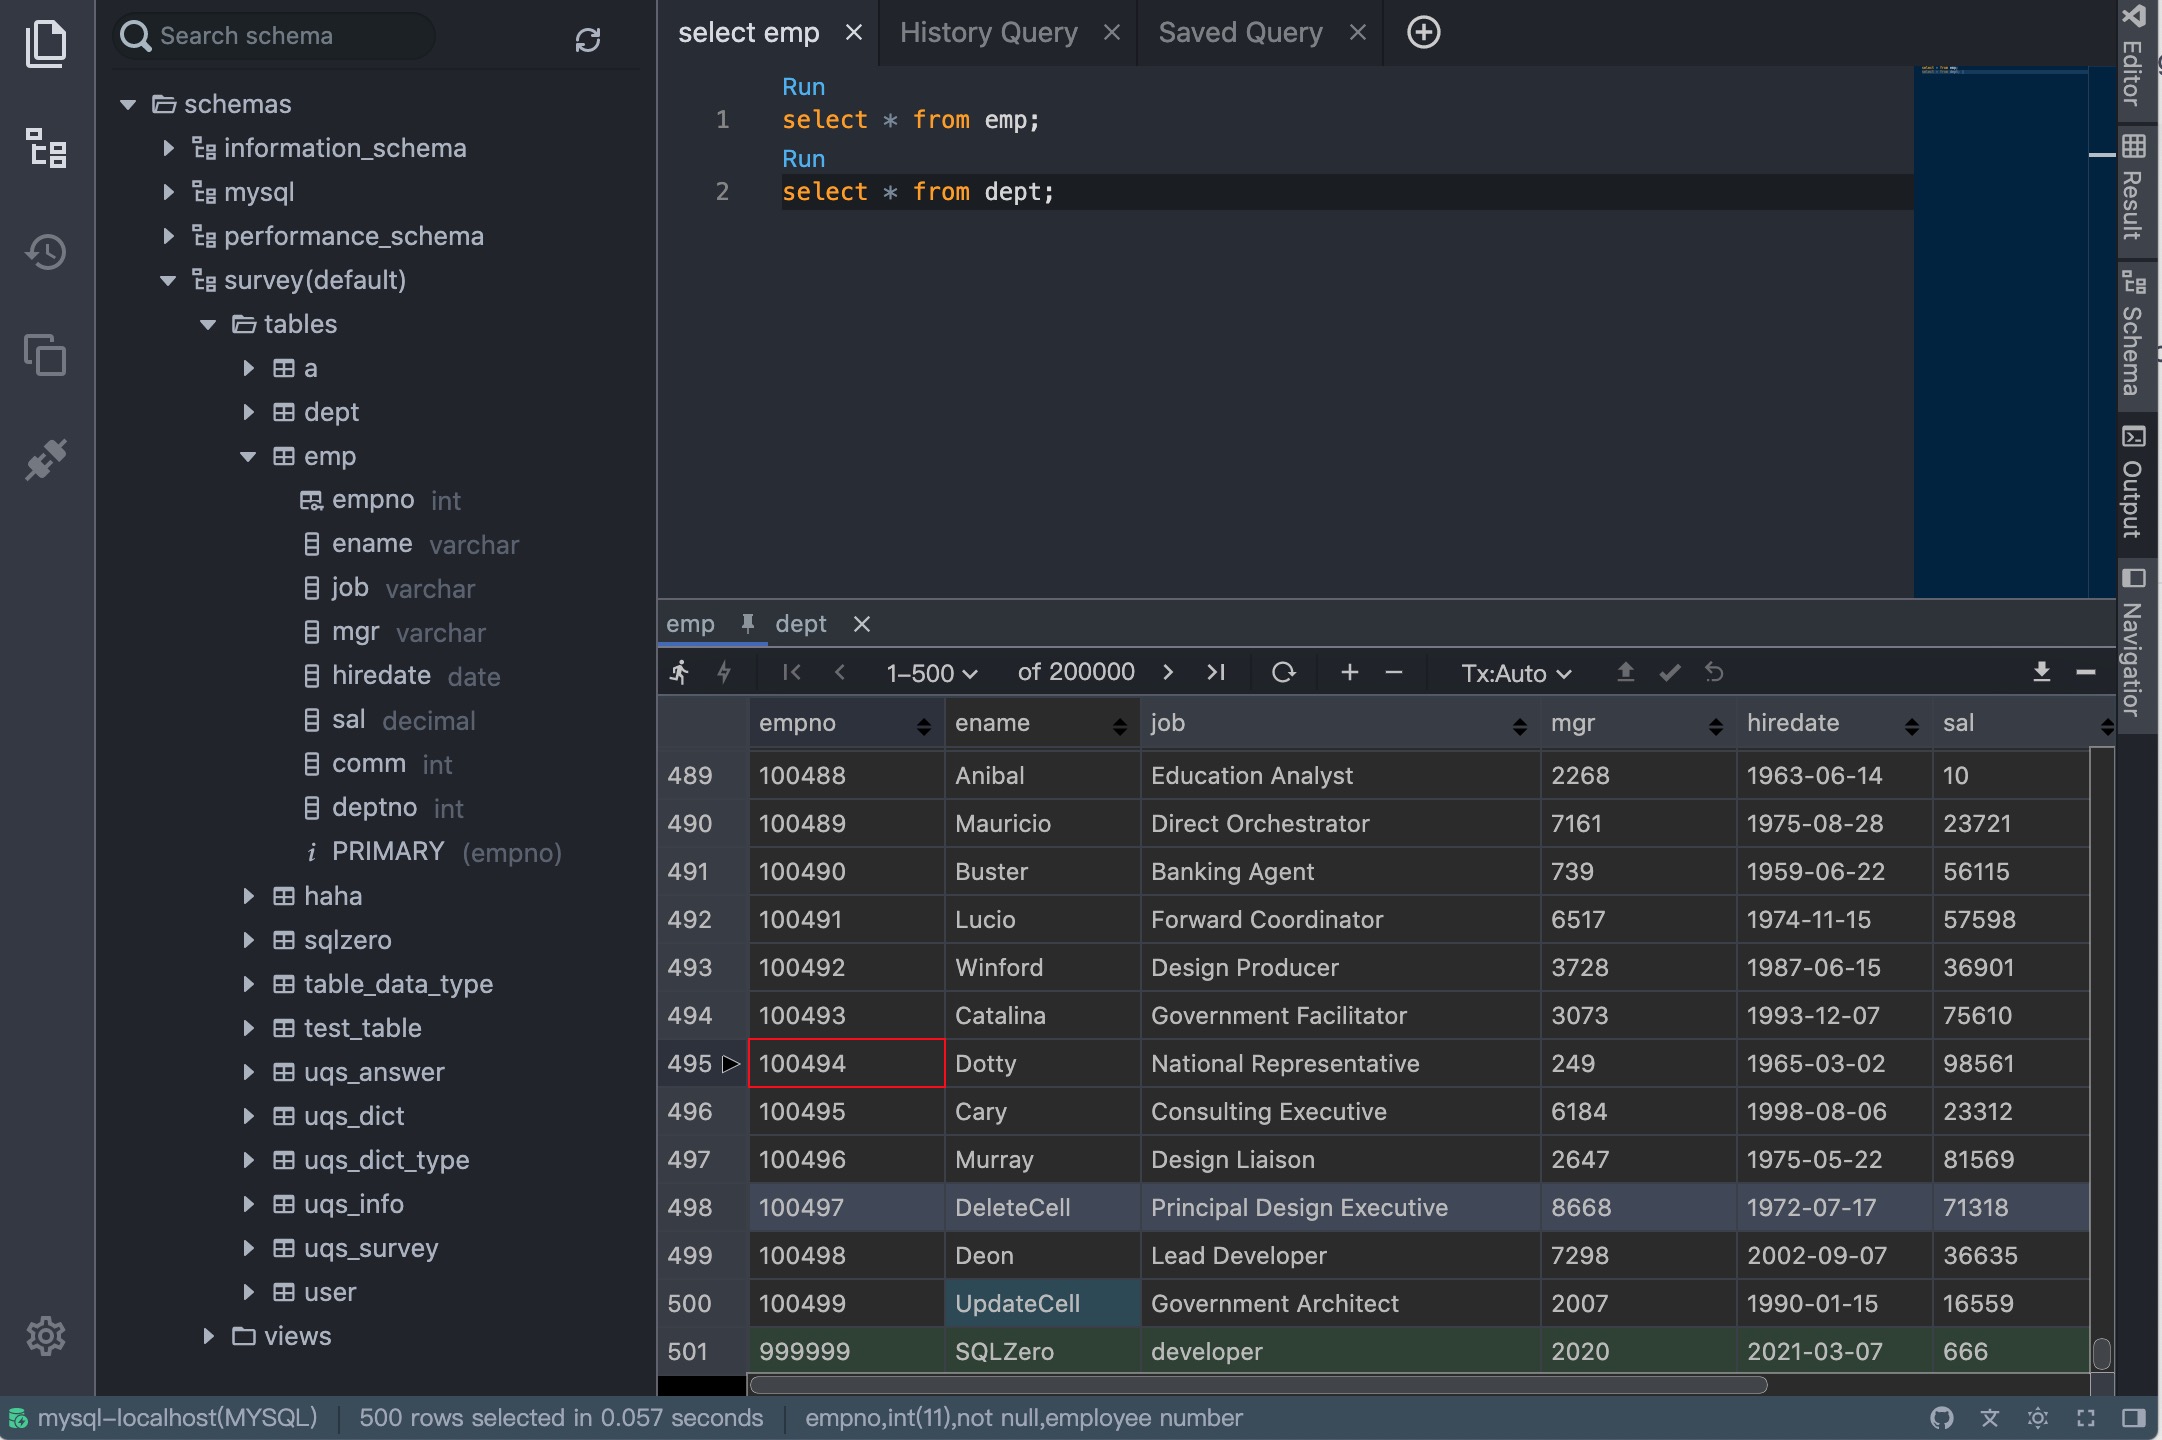 Search schema
schemas
information_schema
mysql
performance_schema
survey(default)
tables
a
dept
emp
empno int
ename varchar
job varchar
mgr varchar
hiredate date
sal decimal
comm int
deptno int
i PRIMARY (empno)
haha
sqlzero
table_data_type
test_table
uqs_answer
uqs_dict
uqs_dict_type
uqs_info
uqs_survey
user
views
select emp History Query Saved Query
Run
1 select * from emp;
Run
2 select * from dept;
emp dept
1–500 of 200000 Tx:Auto
empno ename job mgr hiredate sal
489 100488 Anibal Education Analyst 2268 1963-06-14 10
490 100489 Mauricio Direct Orchestrator 7161 1975-08-28 23721
491 100490 Buster Banking Agent 739 1959-06-22 56115
492 100491 Lucio Forward Coordinator 6517 1974-11-15 57598
493 100492 Winford Design Producer 3728 1987-06-15 36901
494 100493 Catalina Government Facilitator 3073 1993-12-07 75610
495 100494 Dotty National Representative 249 1965-03-02 98561
496 100495 Cary Consulting Executive 6184 1998-08-06 23312
497 100496 Murray Design Liaison 2647 1975-05-22 81569
498 100497 DeleteCell Principal Design Executive 8668 1972-07-17 71318
499 100498 Deon Lead Developer 7298 2002-09-07 36635
500 100499 UpdateCell Government Architect 2007 1990-01-15 16559
501 999999 SQLZero developer 2020 2021-03-07 666
Editor
Result
Schema
Output
Navigatior
mysql-localhost(MYSQL) 500 rows selected in 0.057 seconds empno,int(11),not null,employee number 文